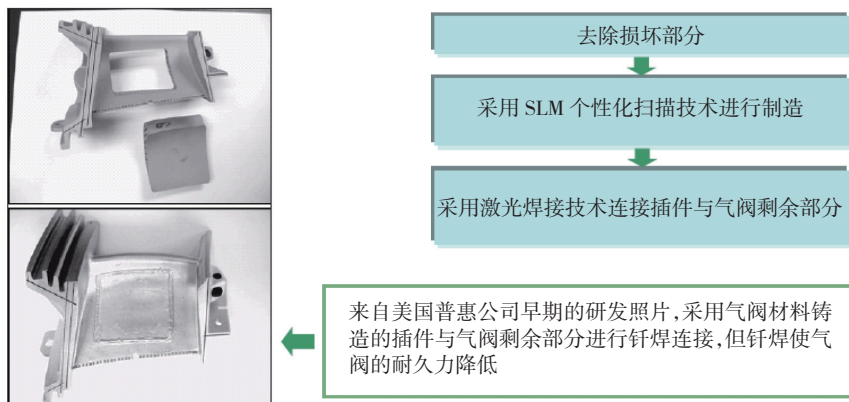 去除损坏部分
采用 SLM 个性化扫描技术进行制造
采用激光焊接技术连接插件与气阀剩余部分
来自美国普惠公司早期的研发照片,采用气阀材料铸
造的插件与气阀剩余部分进行钎焊连接,但钎焊使气
阀的耐久力降低